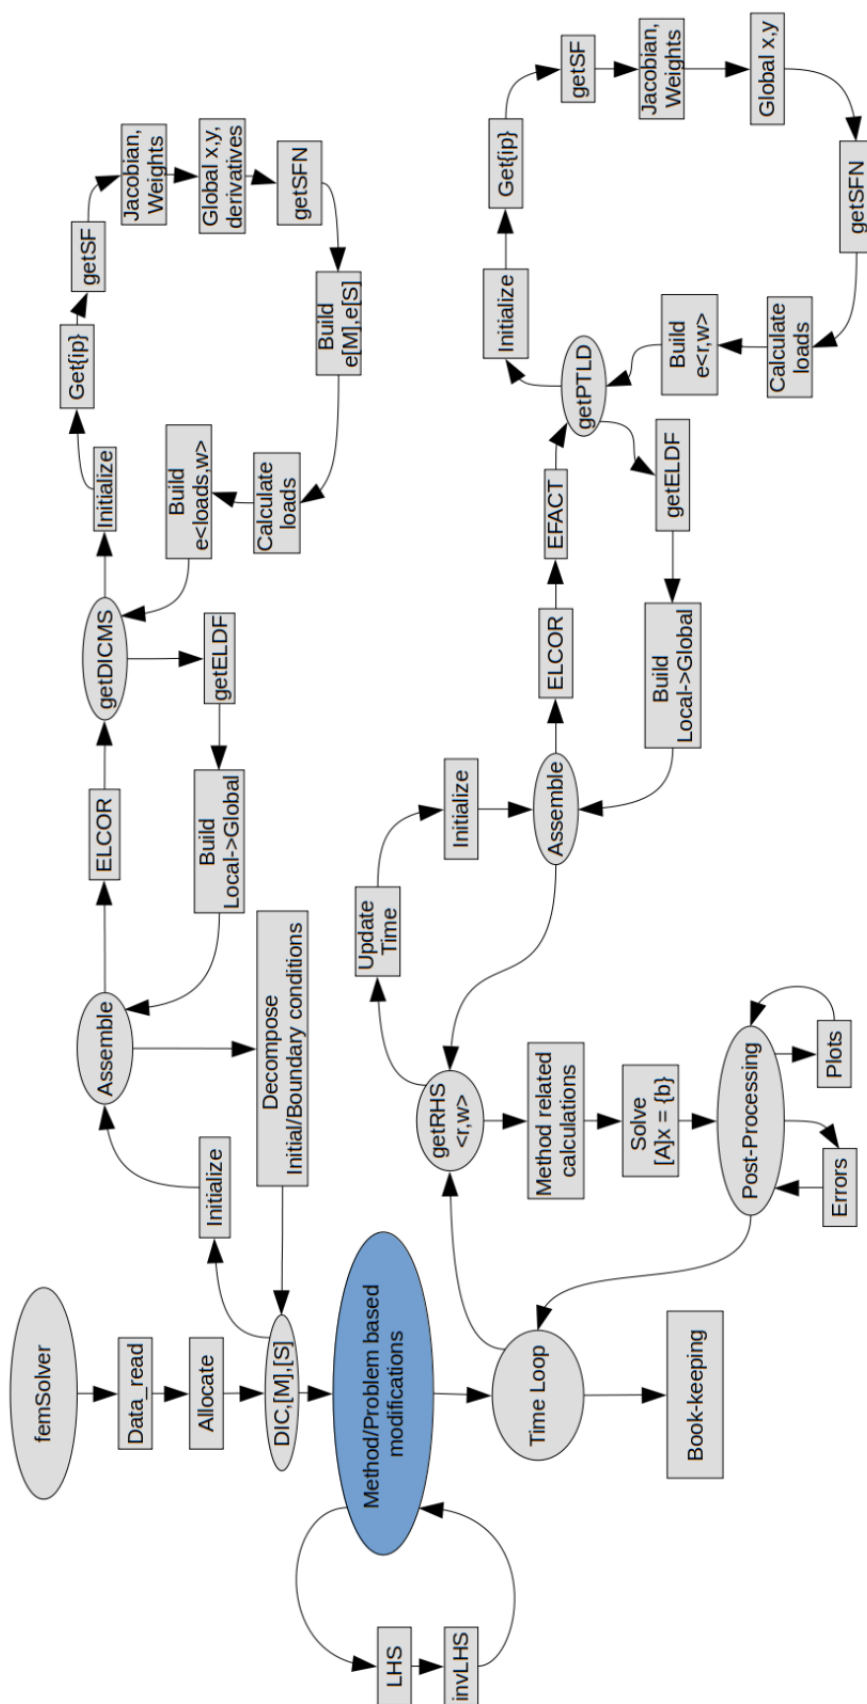 femSolver
Data_read
Allocate
DIC,[M],[S]
Initialize
Assemble
ELCOR
getDICMS
Initialize
Get{ip}
getSF
Jacobian,
Weights
Global x,y,
derivatives
getSFN
Build
e[M],e[S]
Calculate
loads
Build
e<loads,w>
getELDF
Build
Local->Global
Decompose
Initial/Boundary conditions
Method/Problem based
modifications
LHS
invLHS
Time Loop
Book-keeping
getRHS
<r,w>
Update
Time
Initialize
Assemble
ELCOR
EFACT
getPTLD
Initialize
Get{ip}
getSF
Jacobian,
Weights
Global x,y
getSFN
Calculate
loads
Build
e<r,w>
getELDF
Build
Local->Global
Method related
calculations
Solve
[A]x = {b}
Post-Processing
Plots
Errors